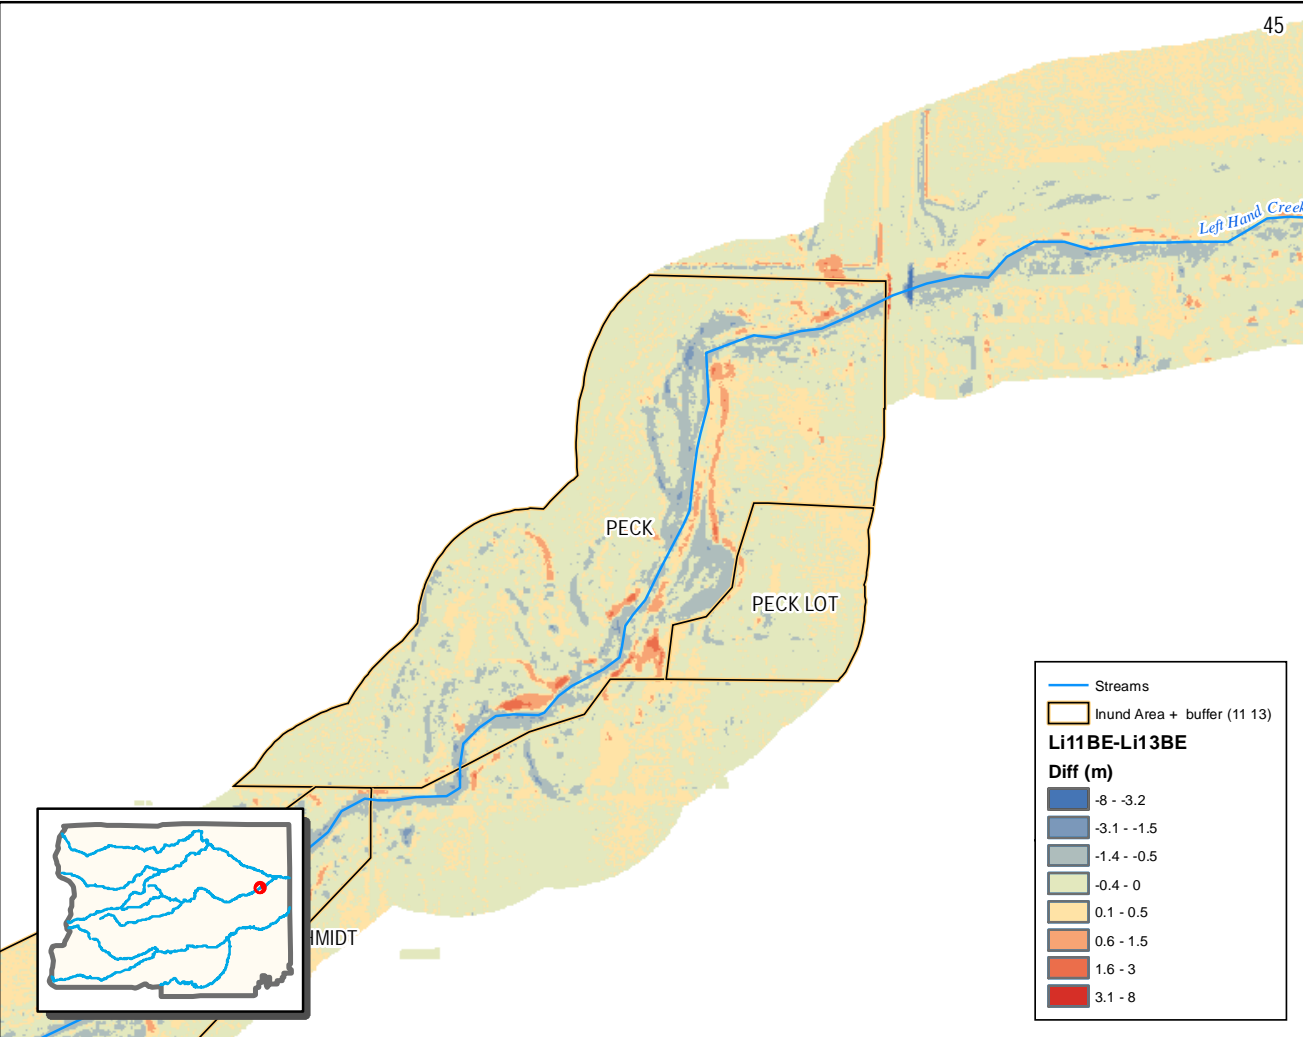 45
Left Hand Creek
PECK
PECK LOT
HMIDT
Streams
Inund Area + buffer (11 13)
Li11BE-Li13BE
Diff (m)
-8 - -3.2
-3.1 - -1.5
-1.4 - -0.5
-0.4 - 0
0.1 - 0.5
0.6 - 1.5
1.6 - 3
3.1 - 8